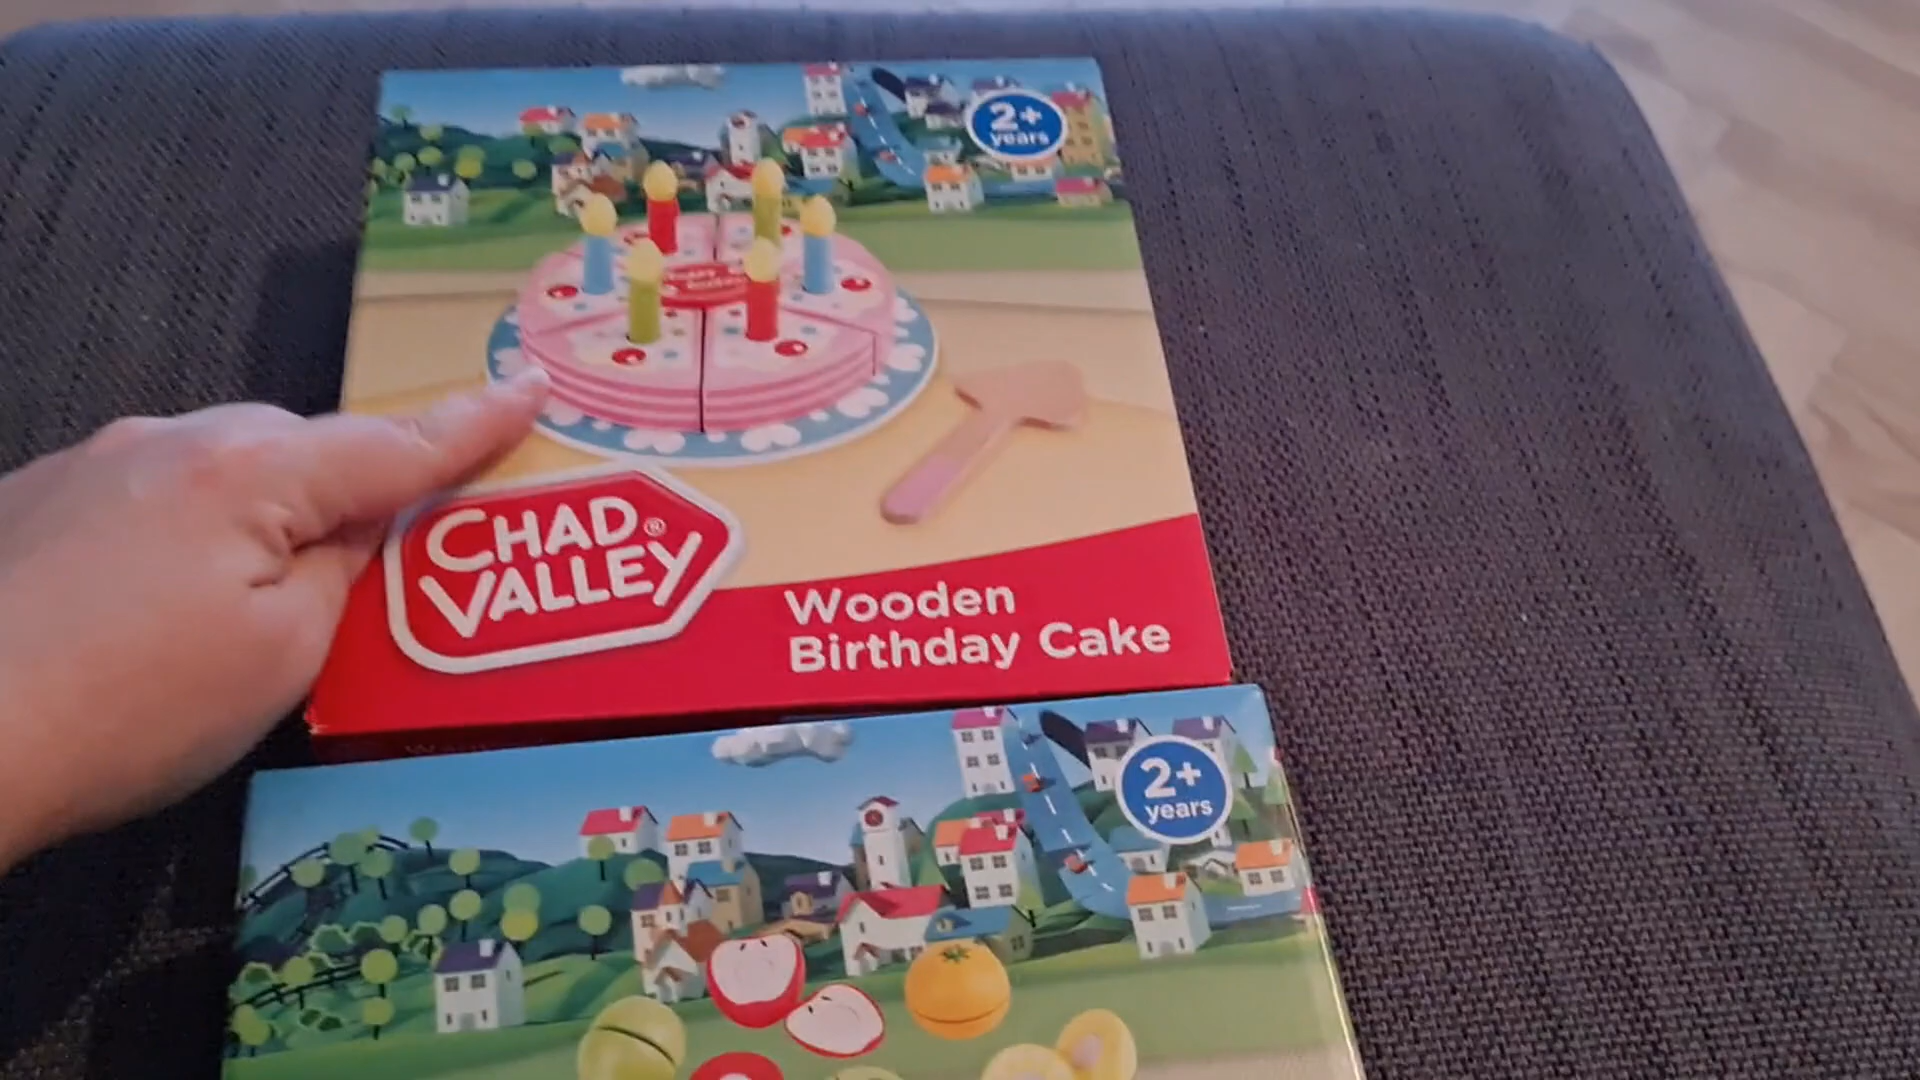 2+
years
CHAD®
VALLEY
Wooden
Birthday Cake
2+
years